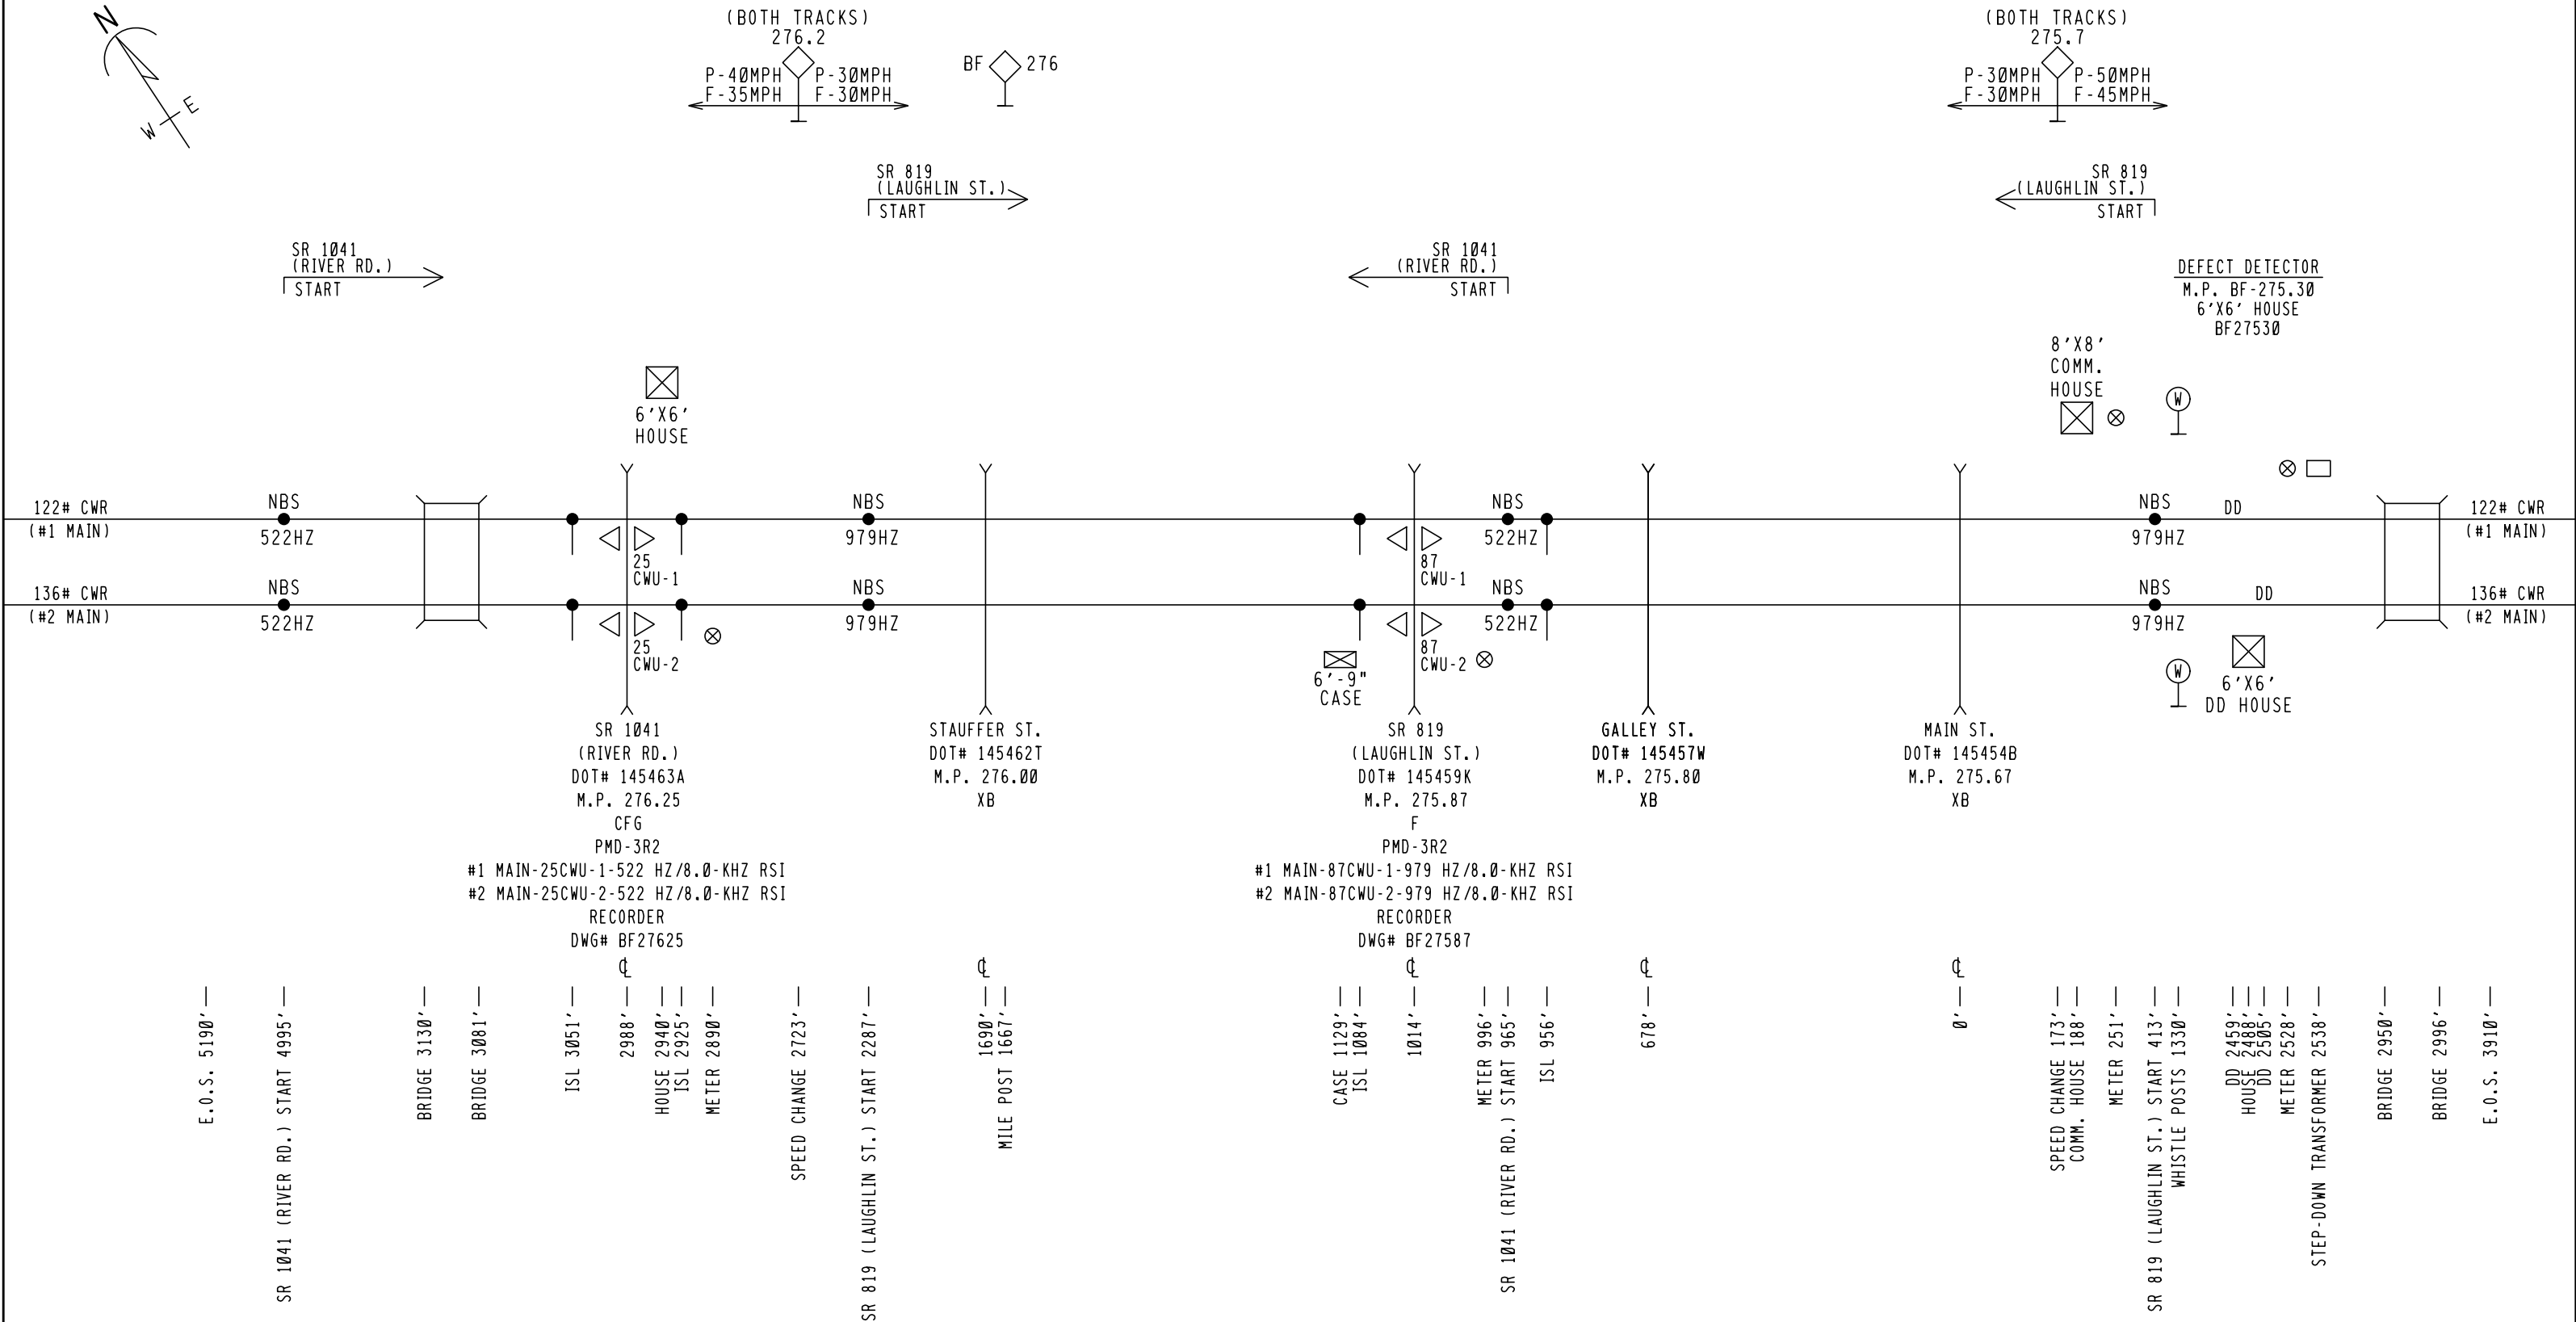 N
W
E
(BOTH TRACKS)
276.2
P-40MPH P-30MPH
F-35MPH F-30MPH
BF 276
(BOTH TRACKS)
275.7
P-30MPH P-50MPH
F-30MPH F-45MPH
SR 819
(LAUGHLIN ST.)
START
SR 819
(LAUGHLIN ST.)
START
SR 1041
(RIVER RD.)
START
SR 1041
(RIVER RD.)
START
DEFECT DETECTOR
M.P. BF-275.30
6'X6' HOUSE
BF27530
8'X8'
COMM.
HOUSE
W
6'X6'
HOUSE
122# CWR
(#1 MAIN)
NBS
522HZ
25
CWU-1
NBS
979HZ
87
CWU-1
NBS
522HZ
NBS
979HZ
DD
122# CWR
(#1 MAIN)
136# CWR
(#2 MAIN)
NBS
522HZ
25
CWU-2
NBS
979HZ
6'-9"
CASE
87
CWU-2
NBS
522HZ
NBS
979HZ
DD
136# CWR
(#2 MAIN)
W
6'X6'
DD HOUSE
SR 1041
(RIVER RD.)
DOT# 145463A
M.P. 276.25
CFG
PMD-3R2
#1 MAIN-25CWU-1-522 HZ/8.0-KHZ RSI
#2 MAIN-25CWU-2-522 HZ/8.0-KHZ RSI
RECORDER
DWG# BF27625
STAUFFER ST.
DOT# 145462T
M.P. 276.00
XB
SR 819
(LAUGHLIN ST.)
DOT# 145459K
M.P. 275.87
F
PMD-3R2
#1 MAIN-87CWU-1-979 HZ/8.0-KHZ RSI
#2 MAIN-87CWU-2-979 HZ/8.0-KHZ RSI
RECORDER
DWG# BF27587
GALLEY ST.
DOT# 145457W
M.P. 275.80
XB
MAIN ST.
DOT# 145454B
M.P. 275.67
XB
℄
℄
℄
℄
℄
E.O.S. 5190'
SR 1041 (RIVER RD.) START 4995'
BRIDGE 3130'
BRIDGE 3081'
ISL 3051'
2988'
HOUSE 2940'
ISL 2925'
METER 2890'
SPEED CHANGE 2723'
SR 819 (LAUGHLIN ST.) START 2287'
1690'
MILE POST 1667'
CASE 1129'
ISL 1084'
1014'
METER 996'
SR 1041 (RIVER RD.) START 965'
ISL 956'
678'
0'
SPEED CHANGE 173'
COMM. HOUSE 188'
METER 251'
SR 819 (LAUGHLIN ST.) START 413'
WHISTLE POSTS 1330'
DD 2459'
HOUSE 2488'
DD 2505'
METER 2528'
STEP-DOWN TRANSFORMER 2538'
BRIDGE 2950'
BRIDGE 2996'
E.O.S. 3910'